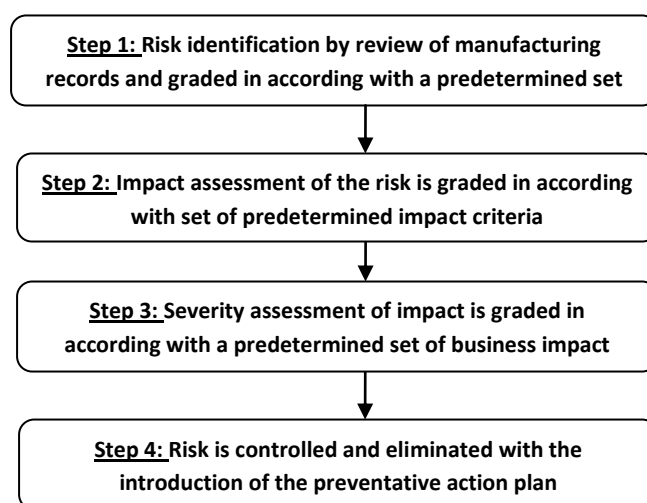 Step 1: Risk identification by review of manufacturing
records and graded in according with a predetermined set
Step 2: Impact assessment of the risk is graded in according
with set of predetermined impact criteria
Step 3: Severity assessment of impact is graded in
according with a predetermined set of business impact
Step 4: Risk is controlled and eliminated with the
introduction of the preventative action plan